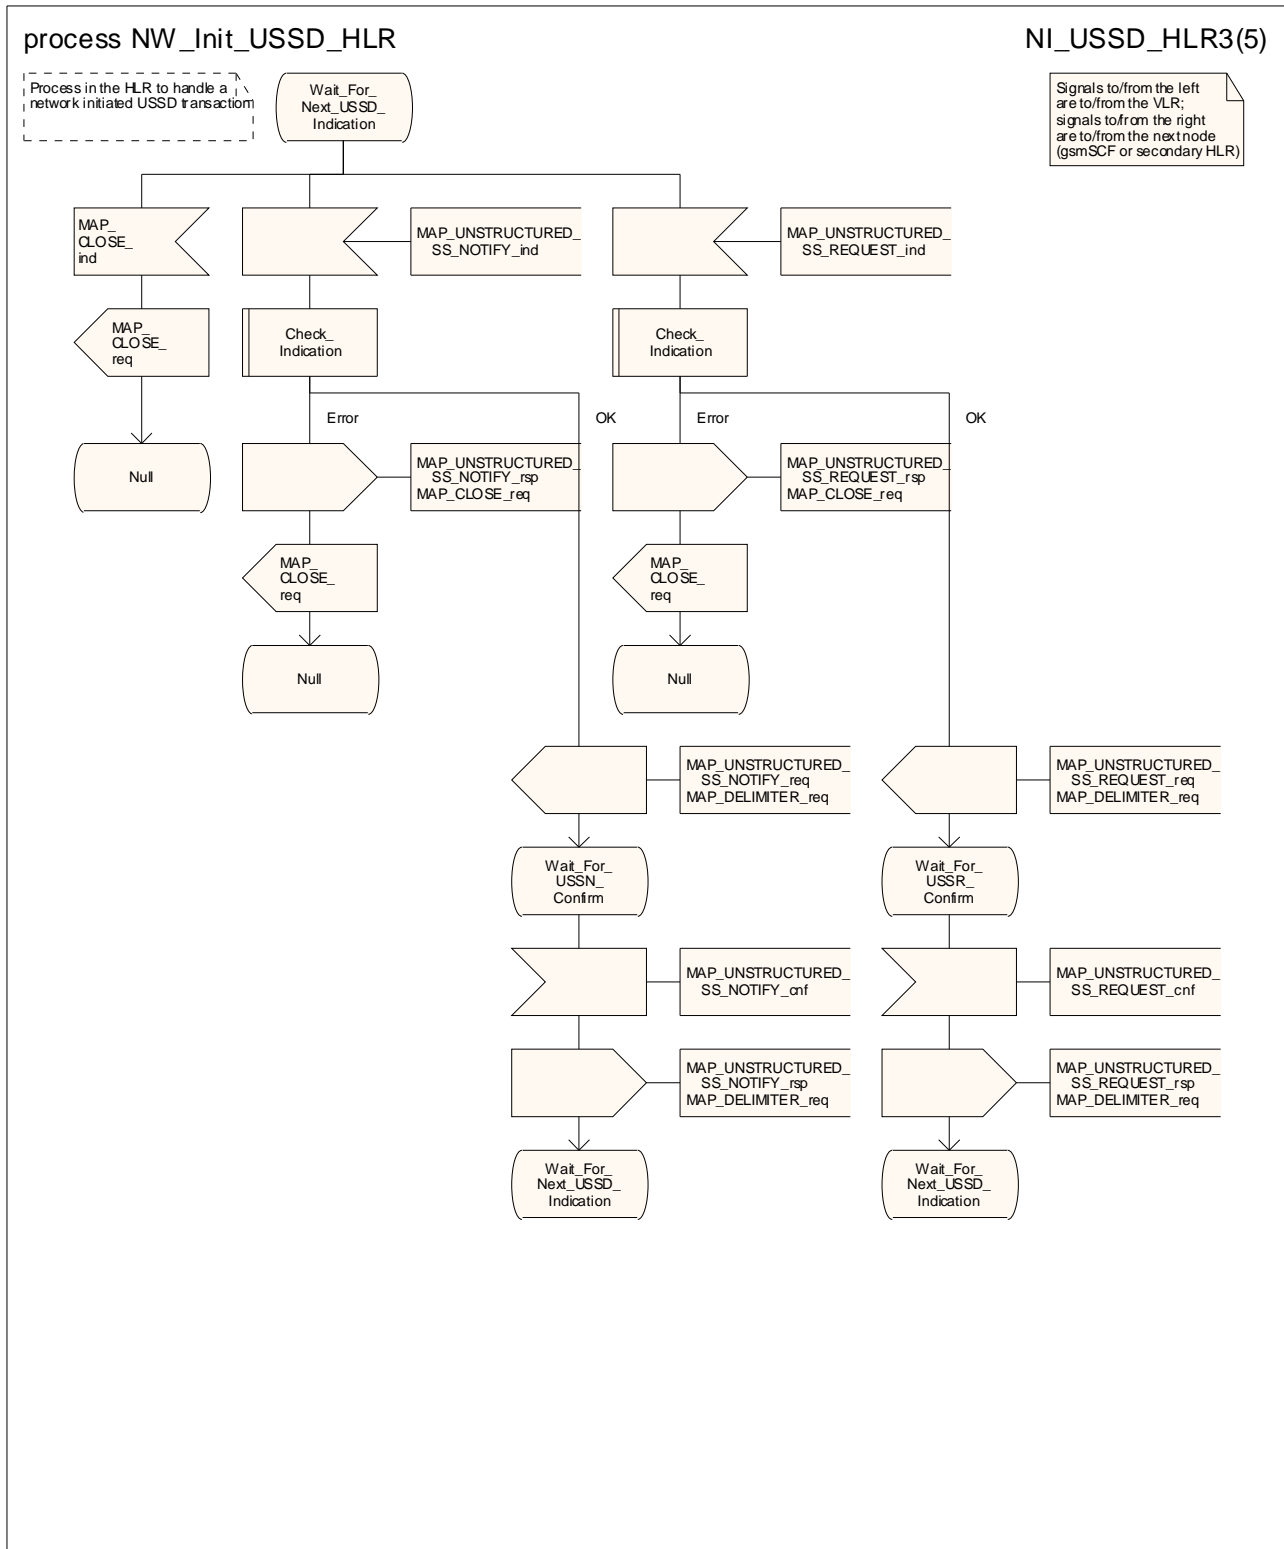 process NW_Init_USSD_HLR
NI_USSD_HLR3(5)
Process in the HLR to handle a
network initiated USSD transaction
Wait_For_
Next_USSD_
Indication
Signals to/from the left
are to/from the VLR;
signals to/from the right
are to/from the next node
(gsmSCF or secondary HLR)
MAP_
CLOSE_
ind
MAP_UNSTRUCTURED_
SS_NOTIFY_ind
MAP_UNSTRUCTURED_
SS_REQUEST_ind
MAP_
CLOSE_
req
Check_
Indication
Check_
Indication
Error
OK
Error
OK
Null
MAP_UNSTRUCTURED_
SS_NOTIFY_rsp
MAP_CLOSE_req
MAP_UNSTRUCTURED_
SS_REQUEST_rsp
MAP_CLOSE_req
MAP_
CLOSE_
req
MAP_
CLOSE_
req
Null
Null
MAP_UNSTRUCTURED_
SS_NOTIFY_req
MAP_DELIMITER_req
MAP_UNSTRUCTURED_
SS_REQUEST_req
MAP_DELIMITER_req
Wait_For_
USSN_
Confirm
Wait_For_
USSR_
Confirm
MAP_UNSTRUCTURED_
SS_NOTIFY_cnf
MAP_UNSTRUCTURED_
SS_REQUEST_cnf
MAP_UNSTRUCTURED_
SS_NOTIFY_rsp
MAP_DELIMITER_req
MAP_UNSTRUCTURED_
SS_REQUEST_rsp
MAP_DELIMITER_req
Wait_For_
Next_USSD_
Indication
Wait_For_
Next_USSD_
Indication